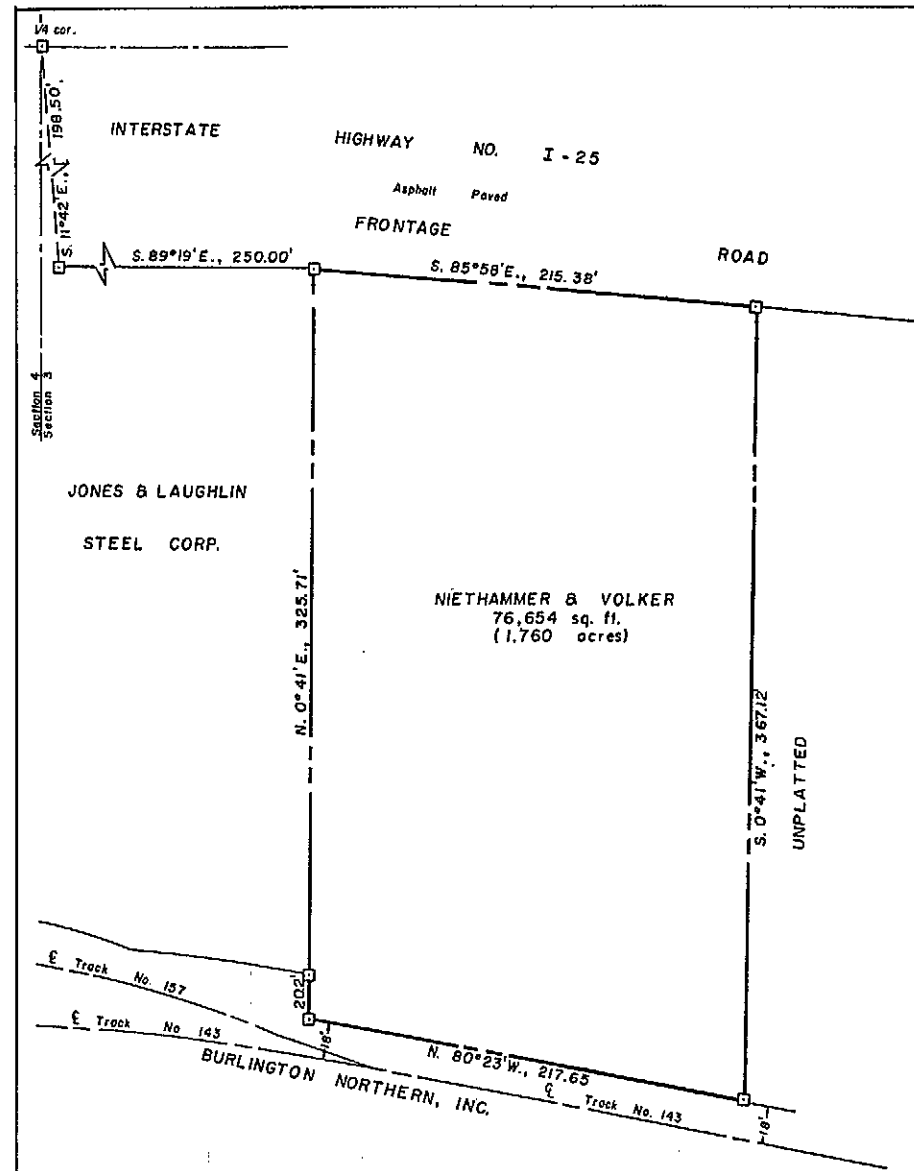 1/4 cor.
S. 11°42'E., 198.50'.
INTERSTATE HIGHWAY NO. I-25
Asphalt Paved
FRONTAGE ROAD
S. 89°19'E., 250.00'
S. 85°58'E., 215.38'
Section 4
Section 3
JONES & LAUGHLIN
STEEL CORP.
N. 0°41'E., 325.71'
NIETHAMMER & VOLKER
76,654 sq. ft.
(1.760 acres)
S. 0°41'W., 367.12'
UNPLATTED
20.2'
℄ Track No. 157
℄ Track No 143
18'
N. 80°23'W., 217.65
BURLINGTON NORTHERN, INC.
℄ Track No. 143
18'